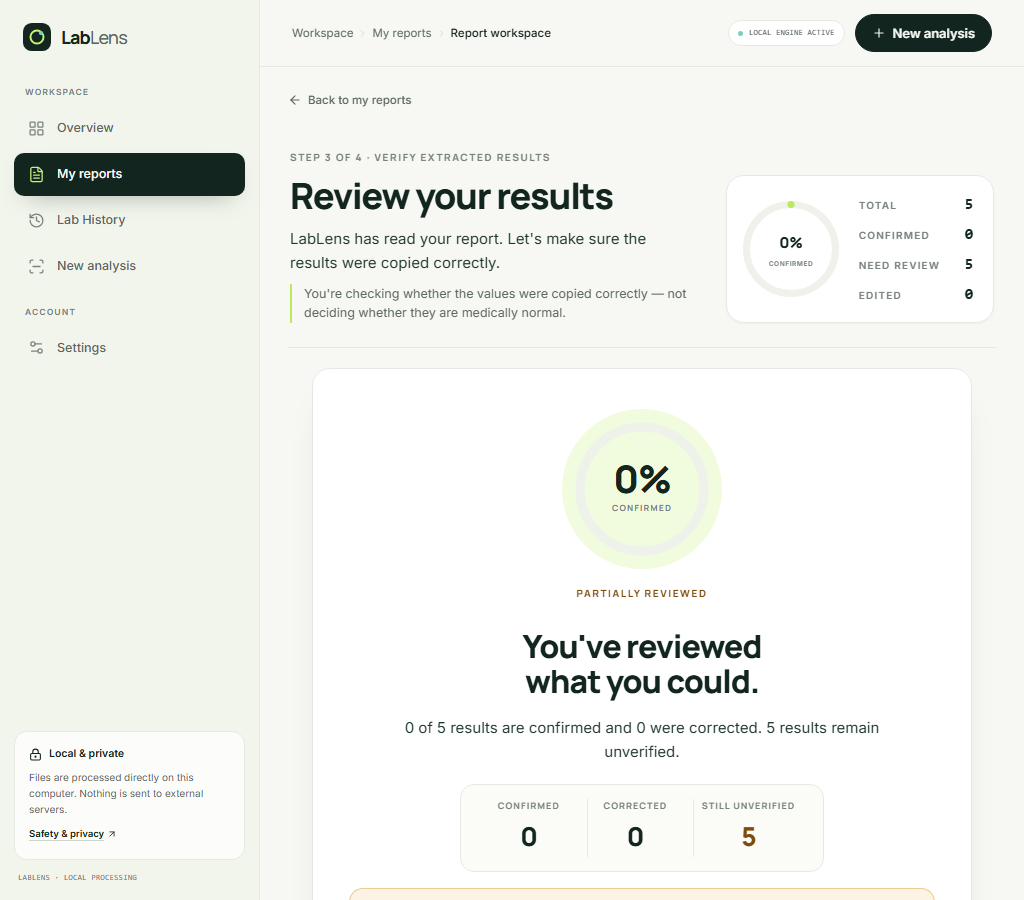 LabLens
WORKSPACE
Overview
My reports
Lab History
New analysis
ACCOUNT
Settings
Local & private
Files are processed directly on this
computer. Nothing is sent to external
servers.
Safety & privacy ↗
LABLENS · LOCAL PROCESSING
Workspace › My reports › Report workspace
LOCAL ENGINE ACTIVE
+ New analysis
← Back to my reports
STEP 3 OF 4 · VERIFY EXTRACTED RESULTS
Review your results
LabLens has read your report. Let's make sure the
results were copied correctly.
You're checking whether the values were copied correctly — not
deciding whether they are medically normal.
0%
CONFIRMED
TOTAL 5
CONFIRMED 0
NEED REVIEW 5
EDITED 0
0%
CONFIRMED
PARTIALLY REVIEWED
You've reviewed
what you could.
0 of 5 results are confirmed and 0 were corrected. 5 results remain
unverified.
CONFIRMED CORRECTED STILL UNVERIFIED
0 0 5